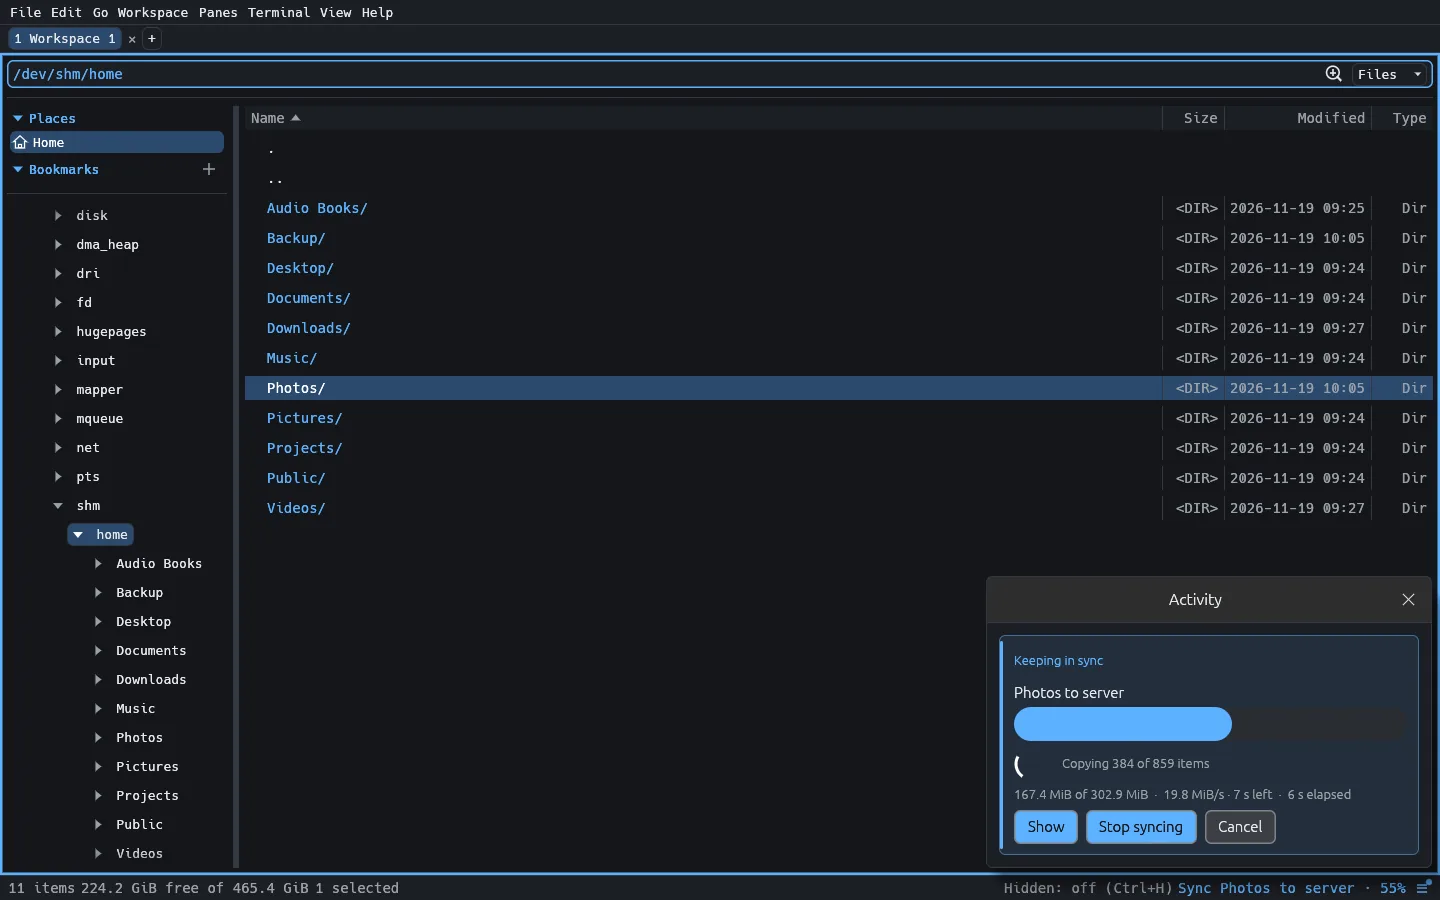 File Edit Go Workspace Panes Terminal View Help
1 Workspace 1 × +
/dev/shm/home Files
Places
Home
Bookmarks
disk
dma_heap
dri
fd
hugepages
input
mapper
mqueue
net
pts
shm
home
Audio Books
Backup
Desktop
Documents
Downloads
Music
Photos
Pictures
Projects
Public
Videos
Name Size Modified Type
.
..
Audio Books/ <DIR> 2026-11-19 09:25 Dir
Backup/ <DIR> 2026-11-19 10:05 Dir
Desktop/ <DIR> 2026-11-19 09:24 Dir
Documents/ <DIR> 2026-11-19 09:24 Dir
Downloads/ <DIR> 2026-11-19 09:27 Dir
Music/ <DIR> 2026-11-19 09:24 Dir
Photos/ <DIR> 2026-11-19 10:05 Dir
Pictures/ <DIR> 2026-11-19 09:24 Dir
Projects/ <DIR> 2026-11-19 09:24 Dir
Public/ <DIR> 2026-11-19 09:24 Dir
Videos/ <DIR> 2026-11-19 09:27 Dir
Activity
Keeping in sync
Photos to server
Copying 384 of 859 items
167.4 MiB of 302.9 MiB · 19.8 MiB/s · 7 s left · 6 s elapsed
Show Stop syncing Cancel
11 items 224.2 GiB free of 465.4 GiB 1 selected Hidden: off (Ctrl+H) Sync Photos to server · 55%